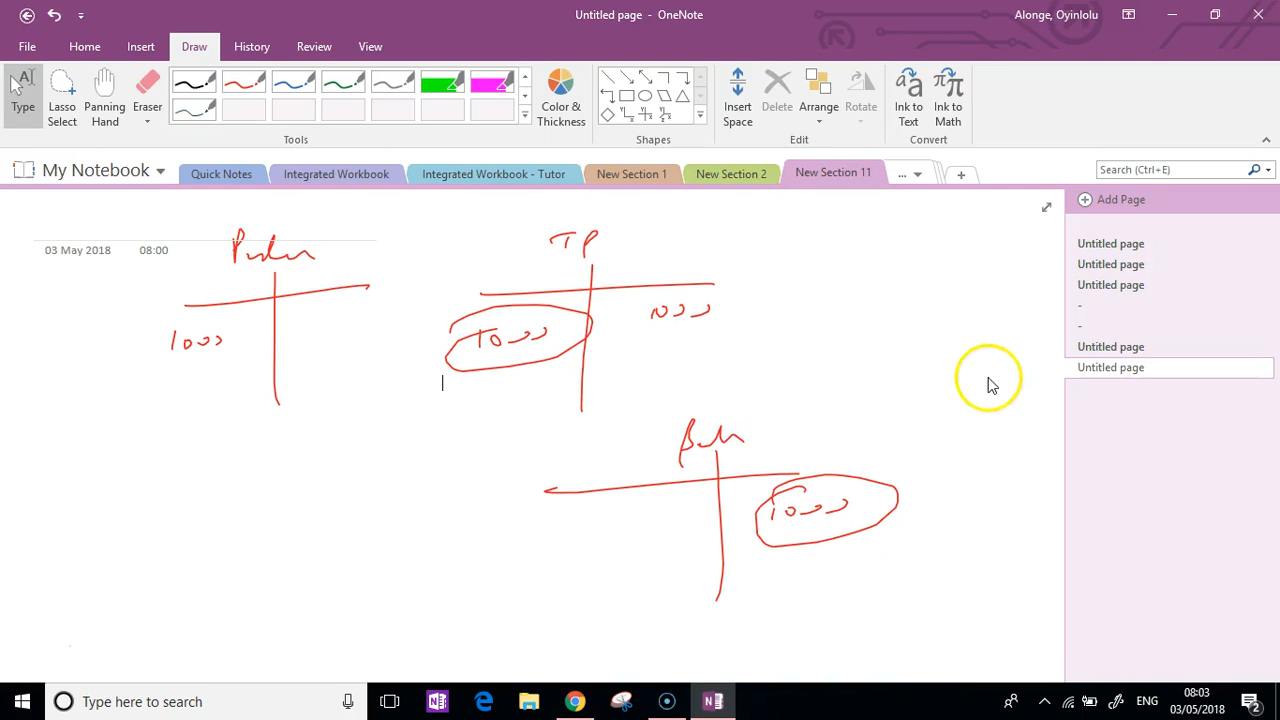 Untitled page - OneNote
Alonge, Oyinlolu
File Home Insert Draw History Review View
Type
Lasso Select
Panning Hand
Eraser
Color & Thickness
Insert Space
Delete
Arrange
Rotate
Ink to Text
Ink to Math
Tools
Shapes
Edit
Convert
My Notebook
Quick Notes
Integrated Workbook
Integrated Workbook - Tutor
New Section 1
New Section 2
New Section 11
...
Search (Ctrl+E)
Add Page
03 May 2018 08:00
TP
1000
1000
1000
1000
Untitled page
Untitled page
Untitled page
-
-
Untitled page
Untitled page
Type here to search
ENG
08:03
03/05/2018
2